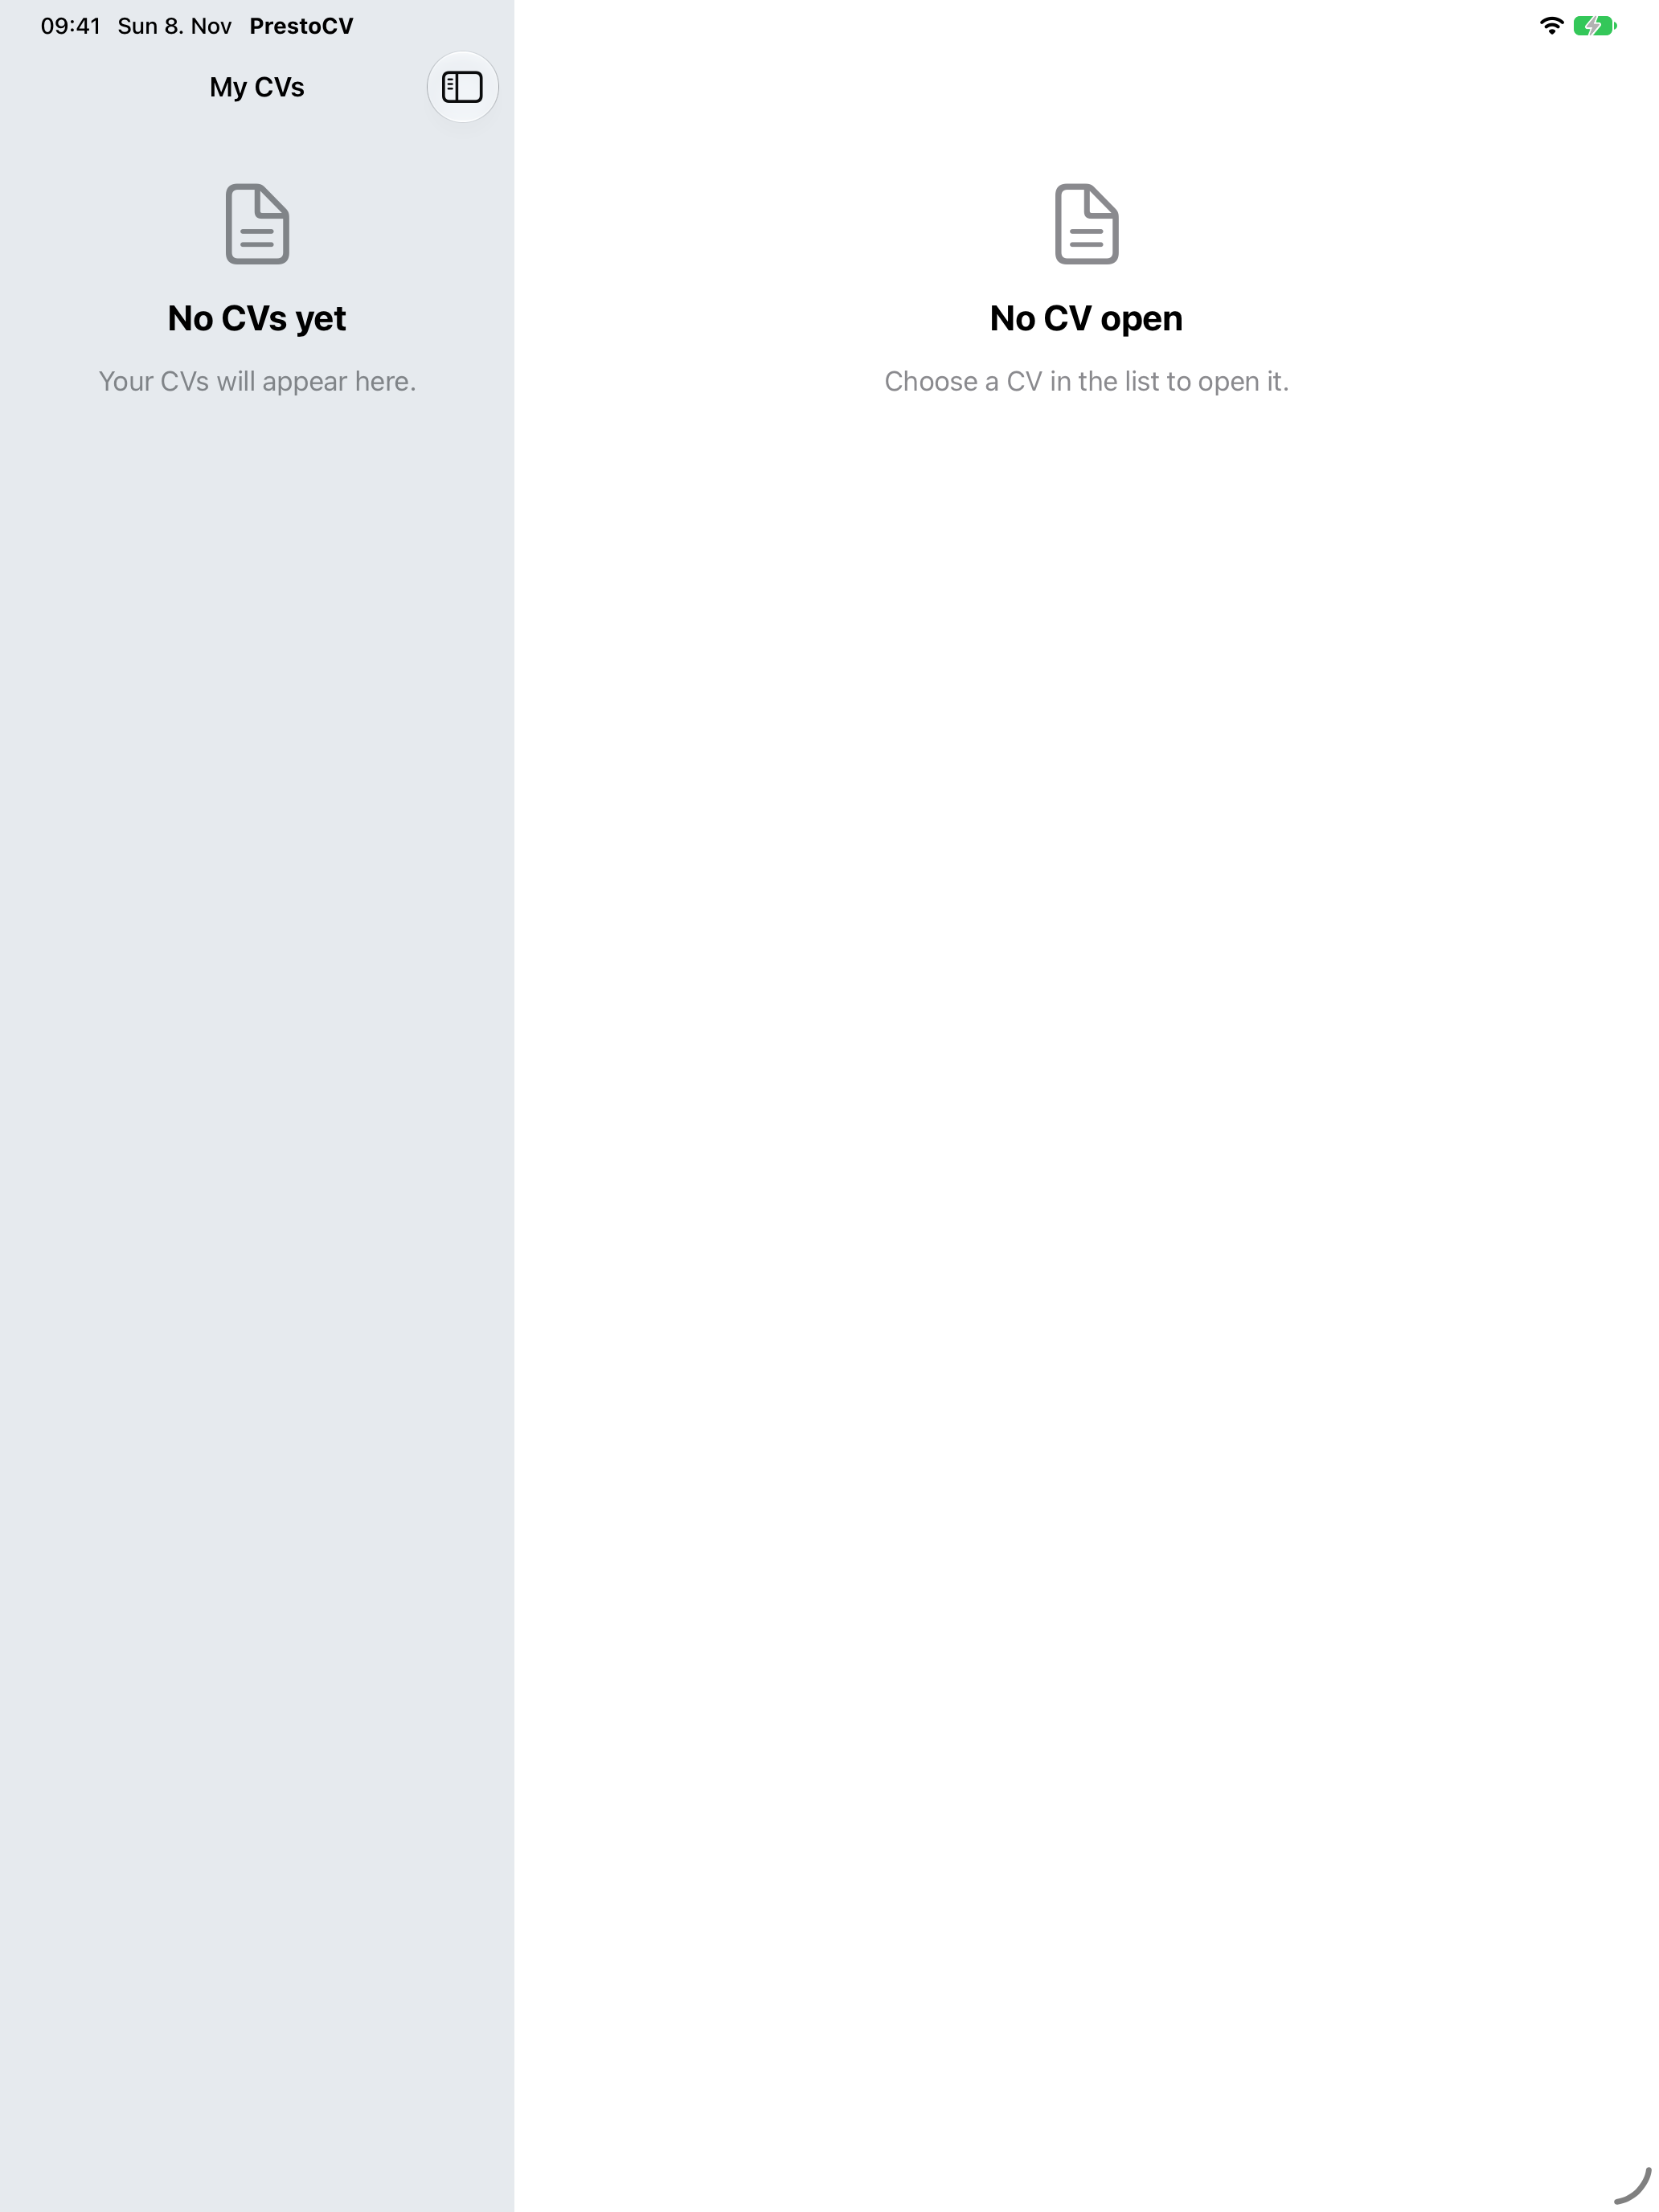 09:41 Sun 8. Nov PrestoCV
My CVs
No CVs yet
Your CVs will appear here.
No CV open
Choose a CV in the list to open it.